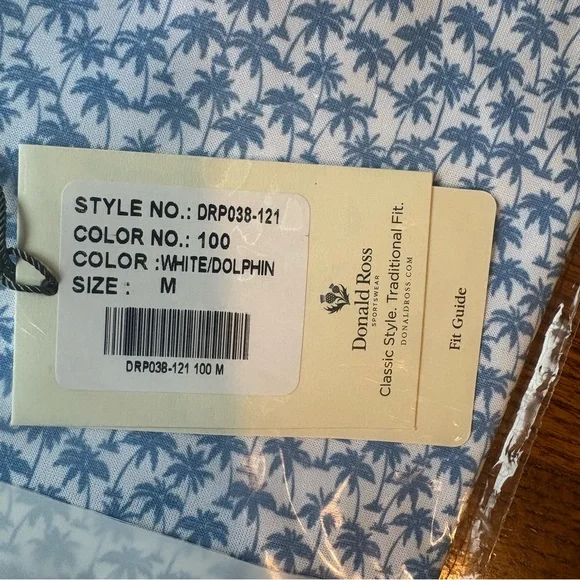 STYLE NO.: DRP038-121
COLOR NO.: 100
COLOR :WHITE/DOLPHIN
SIZE : M
DRP038-121 100 M
Donald Ross
SPORTSWEAR
Classic Style. Traditional Fit.
DONALDROSS.COM
Fit Guide